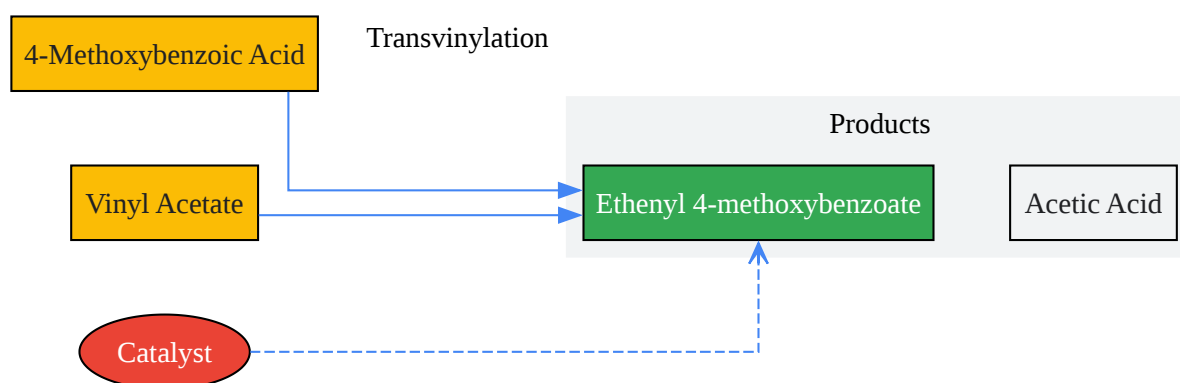 4-Methoxybenzoic Acid
Transvinylation
Products
Vinyl Acetate
Ethenyl 4-methoxybenzoate
Acetic Acid
Catalyst